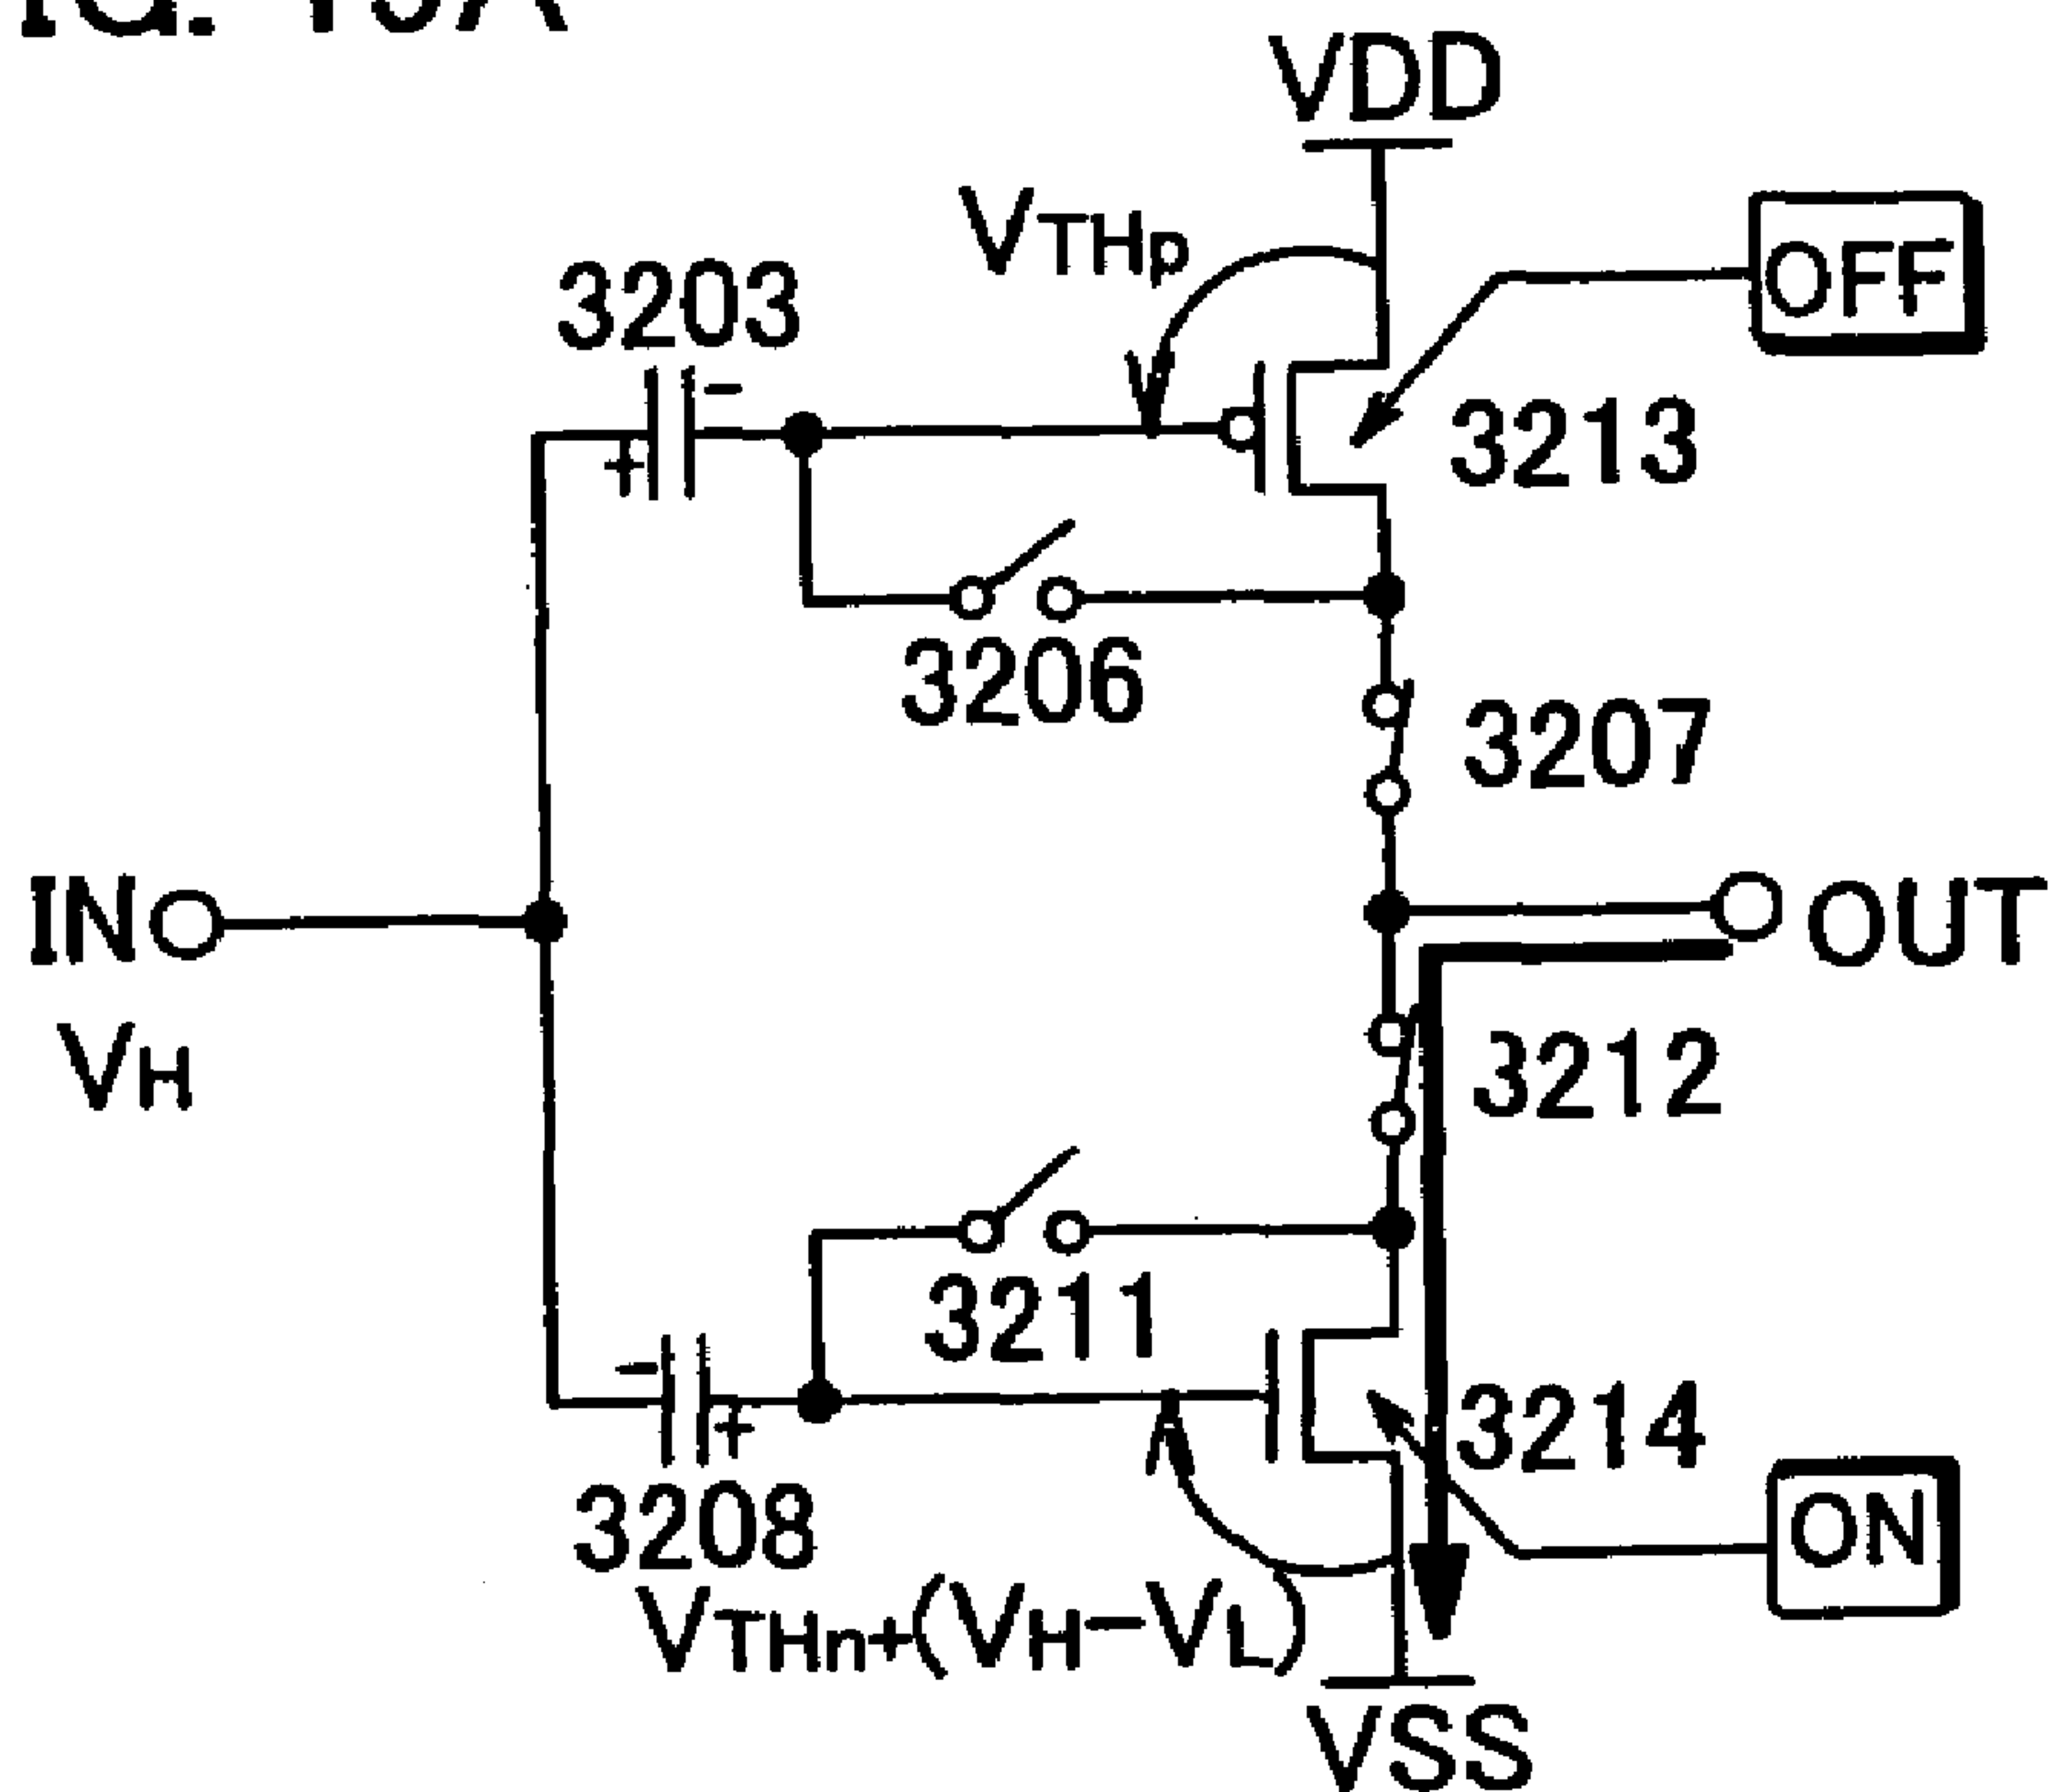 VDD
VTHp
OFF
3203
-
+
3213
3206
3207
IN
OUT
VH
3212
3211
-
+
3214
3208
ON
VTHn+(VH-VL)
VSS